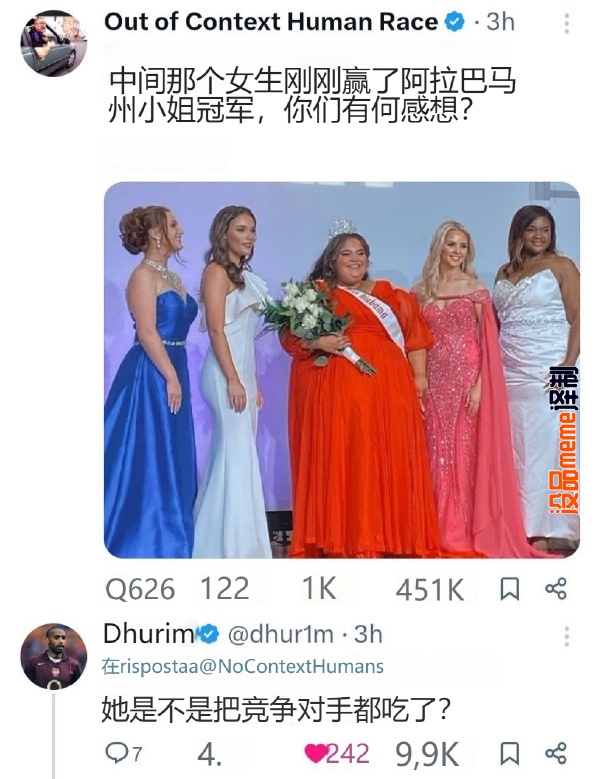 Out of Context Human Race · 3h
中间那个女生刚刚赢了阿拉巴马
州小姐冠军，你们有何感想？
Alabama
没品meme译制
Q626 122 1K 451K
Dhurim @dhur1m · 3h
在rispostaa@NoContextHumans
她是不是把竞争对手都吃了？
7 4. 242 9,9K